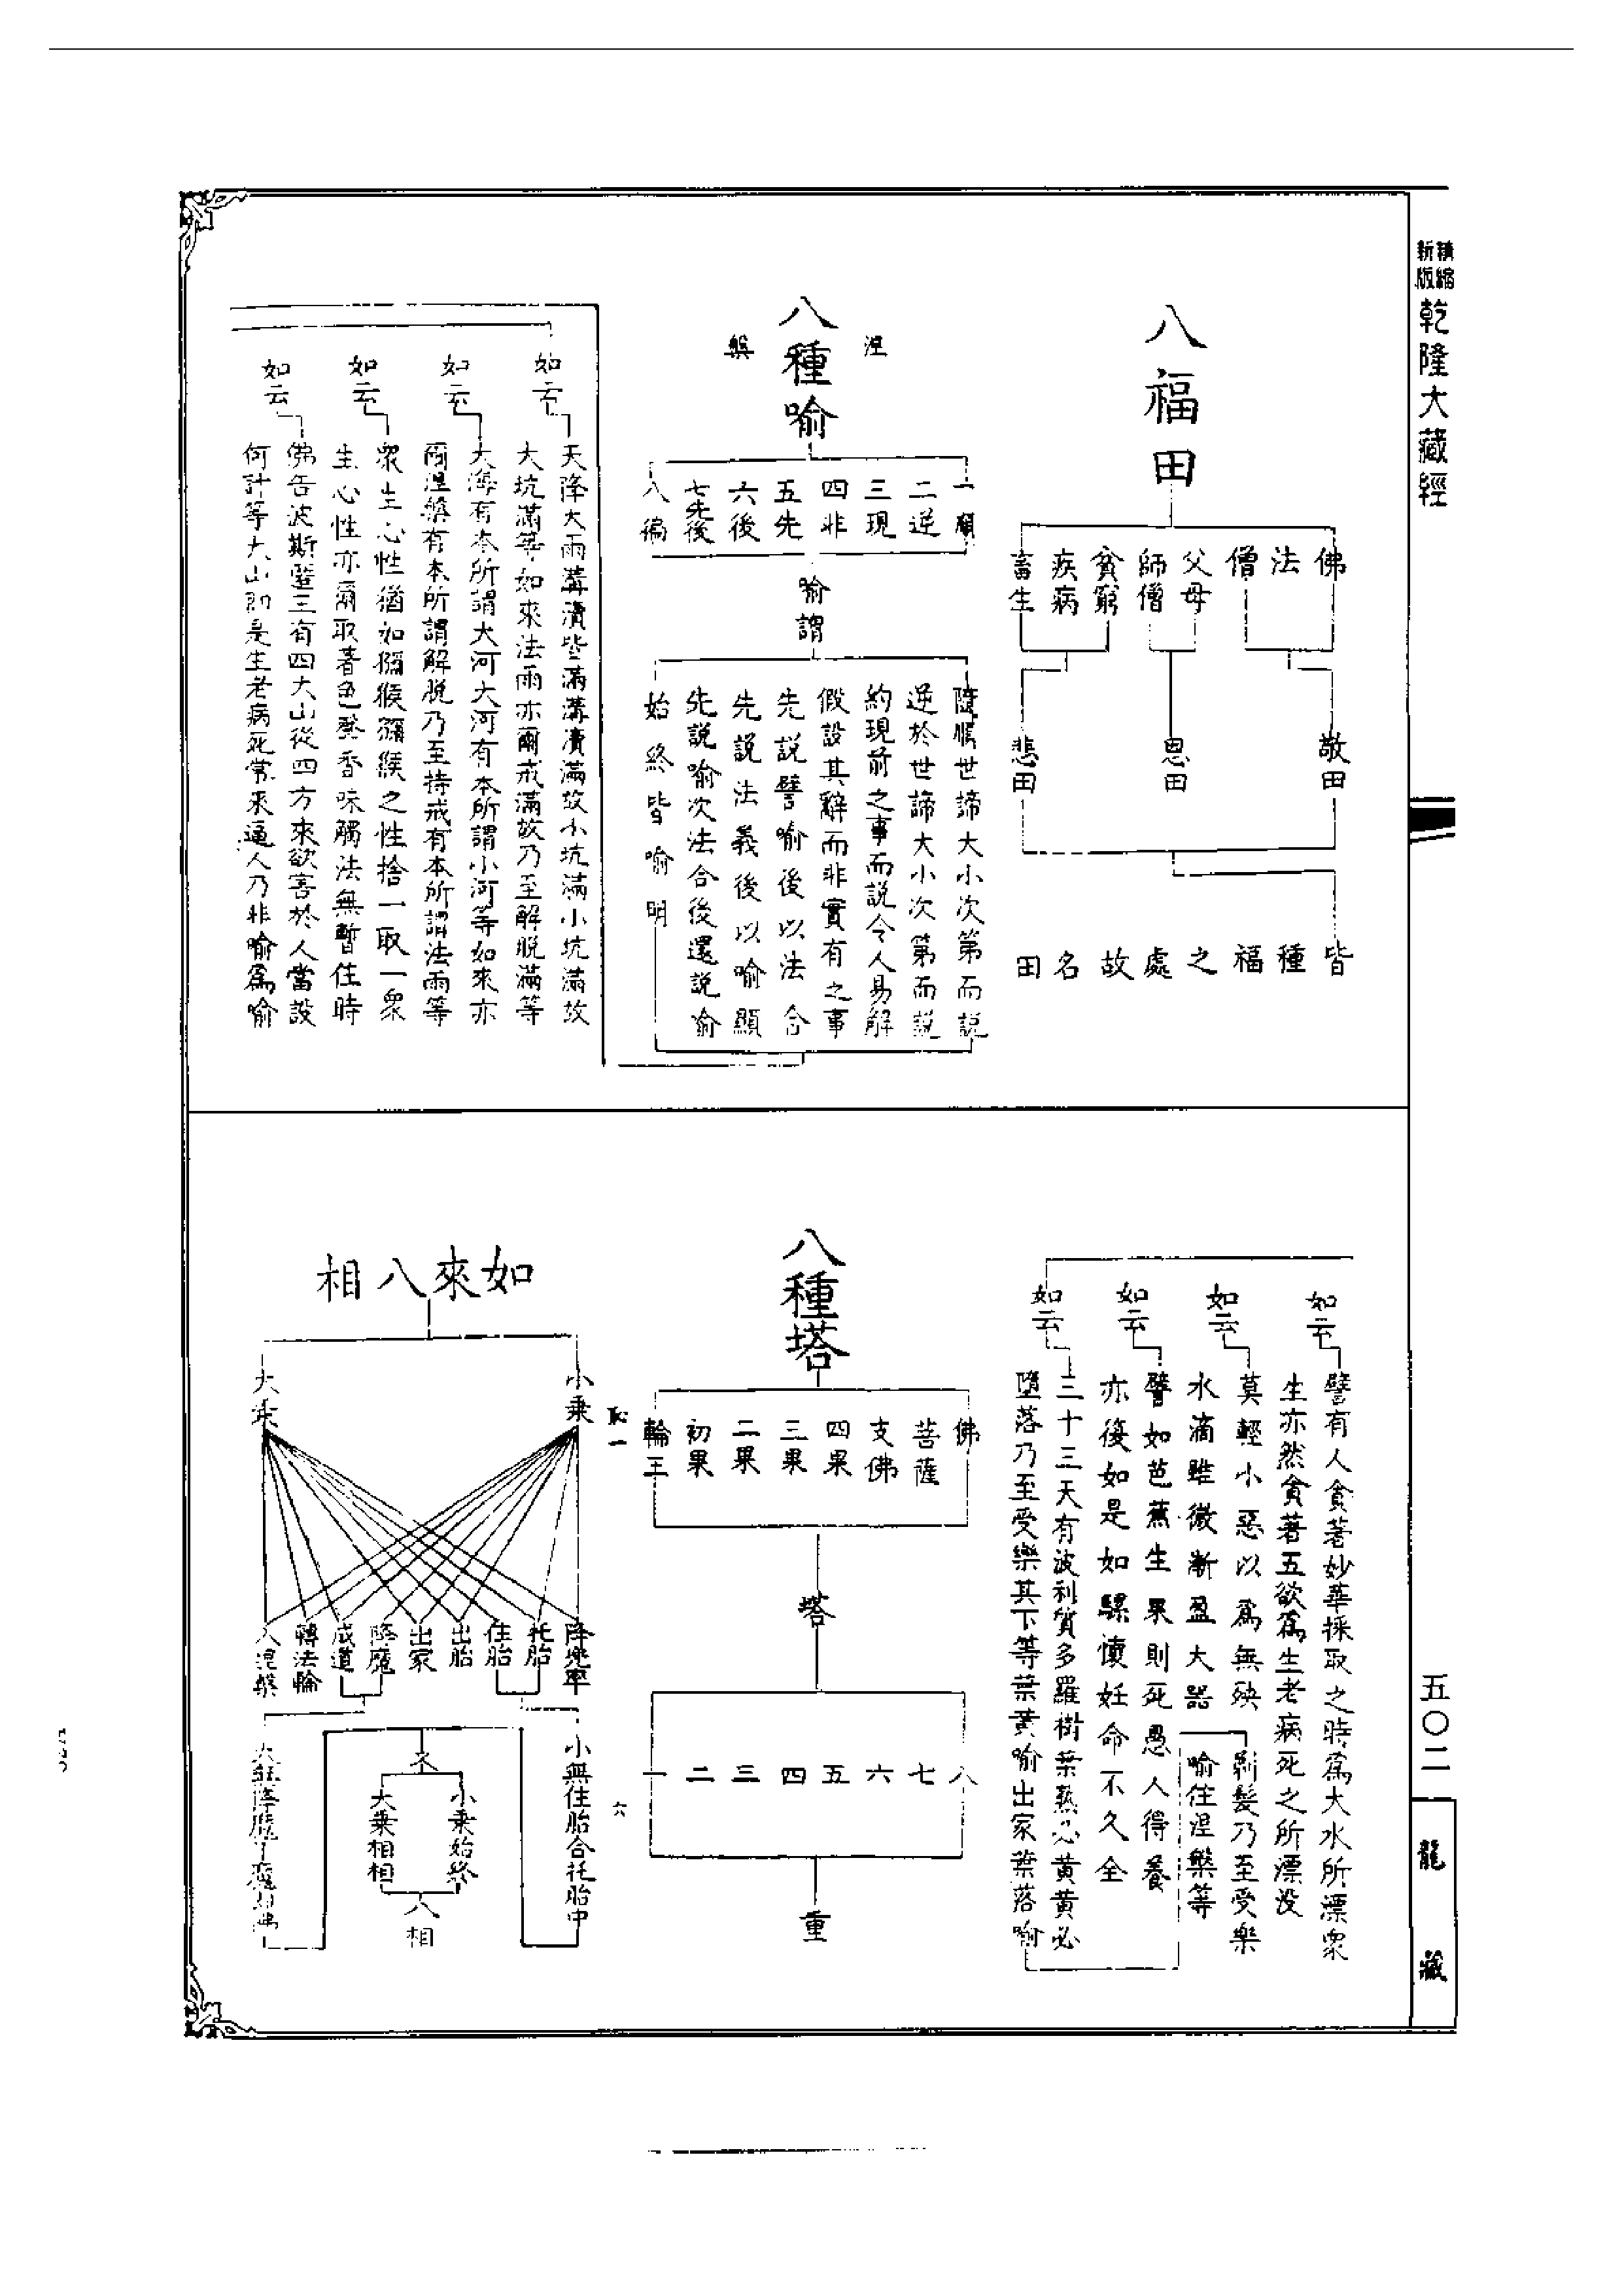 精縮
新版
乾隆大藏經
八福田
佛
法
僧
父母
師僧
貧窮
疾病
畜生
敬田
恩田
悲田
皆種福之處故名田
涅槃
八種喻
一順
二逆
三現
四非
五先
六後
七先後
八徧
喻謂
隨順世諦大小次第而說
逆於世諦大小次第而說
約現前之事而說令人易解
假設其辭而非實有之事
先說譬喻後以法合
先說法義後以喻顯
先說喻次法合後還說喻
始終皆喻明
如云
天降大雨溝瀆皆滿溝瀆滿故小坑滿小坑滿故
大坑滿等如來法雨亦爾戒滿故乃至解脫滿等
如云
大海有本所謂大河大河有本所謂小河等如來亦
爾涅槃有本所謂解脫乃至持戒有本所謂法雨等
如云
衆生心性猶如獼猴獼猴之性捨一取一衆
生心性亦爾取著色聲香味觸法無暫住時
如云
佛告波斯匿王有四大山從四方來欲害於人當設
何計等大山即是生老病死常來逼人乃非喻爲喻
如云
譬有人貪著妙華採取之時爲大水所漂衆
生亦然貪著五欲爲生老病死之所漂没
如云
莫輕小惡以爲無殃
水滴雖微漸盈大器
如云
譬如芭蕉生果則死愚人得養
亦復如是如騾懷妊命不久全
如云
三十三天有波利質多羅樹葉熟必黃黃必
墮落乃至受樂其下等葉黃喻出家葉落喻
剃髮乃至受樂
喻住涅槃等
八種塔
佛
菩薩
支佛
四果
三果
二果
初果
輪王
塔
八
七
六
五
四
三
二
一
重
六
如來八相
小乘
大乘
降兜率
托胎
住胎
出胎
出家
降魔
成道
轉法輪
入涅槃
小無住胎合托胎中
小乘始終
大乘相相
八相
五〇二
龍藏